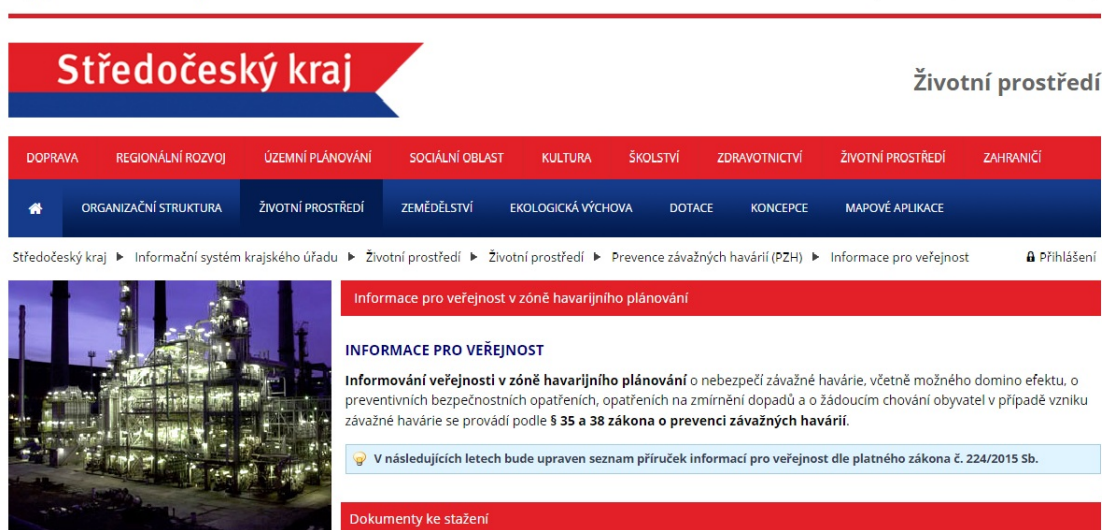 Středočeský kraj
Životní prostředí
DOPRAVA REGIONÁLNÍ ROZVOJ ÚZEMNÍ PLÁNOVÁNÍ SOCIÁLNÍ OBLAST KULTURA ŠKOLSTVÍ ZDRAVOTNICTVÍ ŽIVOTNÍ PROSTŘEDÍ ZAHRANIČÍ
ORGANIZAČNÍ STRUKTURA ŽIVOTNÍ PROSTŘEDÍ ZEMĚDĚLSTVÍ EKOLOGICKÁ VÝCHOVA DOTACE KONCEPCE MAPOVÉ APLIKACE
Středočeský kraj ▶ Informační systém krajského úřadu ▶ Životní prostředí ▶ Životní prostředí ▶ Prevence závažných havárií (PZH) ▶ Informace pro veřejnost Přihlášení
Informace pro veřejnost v zóně havarijního plánování
INFORMACE PRO VEŘEJNOST
Informování veřejnosti v zóně havarijního plánování o nebezpečí závažné havárie, včetně možného domino efektu, o
preventivních bezpečnostních opatřeních, opatřeních na zmírnění dopadů a o žádoucím chování obyvatel v případě vzniku
závažné havárie se provádí podle § 35 a 38 zákona o prevenci závažných havárií.
V následujících letech bude upraven seznam příruček informací pro veřejnost dle platného zákona č. 224/2015 Sb.
Dokumenty ke stažení